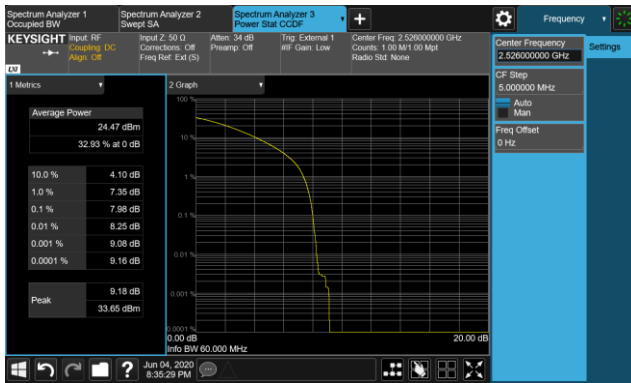 Spectrum Analyzer 1
Occupied BW
Spectrum Analyzer 2
Swept SA
Spectrum Analyzer 3
Power Stat CCDF
Frequency
KEYSIGHT
Input: RF
Coupling: DC
Align: Off
Input Z: 50 Ω
Corrections: Off
Freq Ref: Ext (S)
Atten: 34 dB
Preamp: Off
Trig: External 1
#IF Gain: Low
Center Freq: 2.526000000 GHz
Counts: 1.00 M/1.00 Mpt
Radio Std: None
LXI
1 Metrics
Average Power
24.47 dBm
32.93 % at 0 dB
10.0 % 4.10 dB
1.0 % 7.35 dB
0.1 % 7.98 dB
0.01 % 8.25 dB
0.001 % 9.08 dB
0.0001 % 9.16 dB
Peak
9.18 dB
33.65 dBm
2 Graph
100 %
10 %
1 %
0.1 %
0.01 %
0.001 %
0.0001 %
0.00 dB
20.00 dB
Info BW 60.000 MHz
Center Frequency
2.526000000 GHz
Settings
CF Step
5.000000 MHz
Auto
Man
Freq Offset
0 Hz
?
Jun 04, 2020
8:35:29 PM